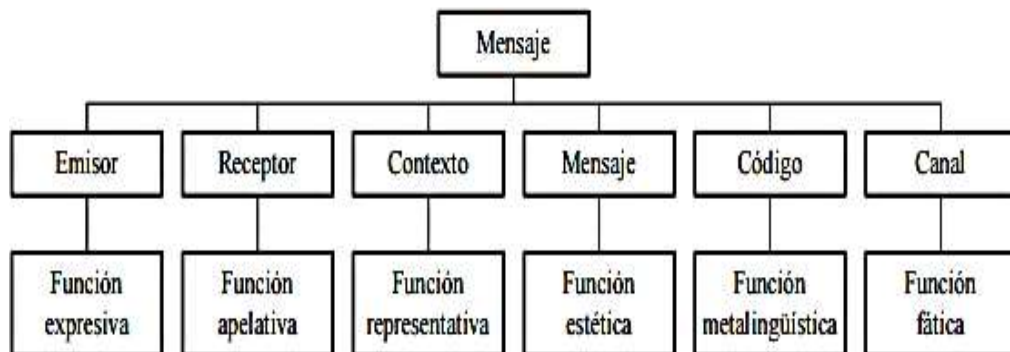 Mensaje
Emisor
Receptor
Contexto
Mensaje
Código
Canal
Función
expresiva
Función
apelativa
Función
representativa
Función
estética
Función
metalingüística
Función
fática